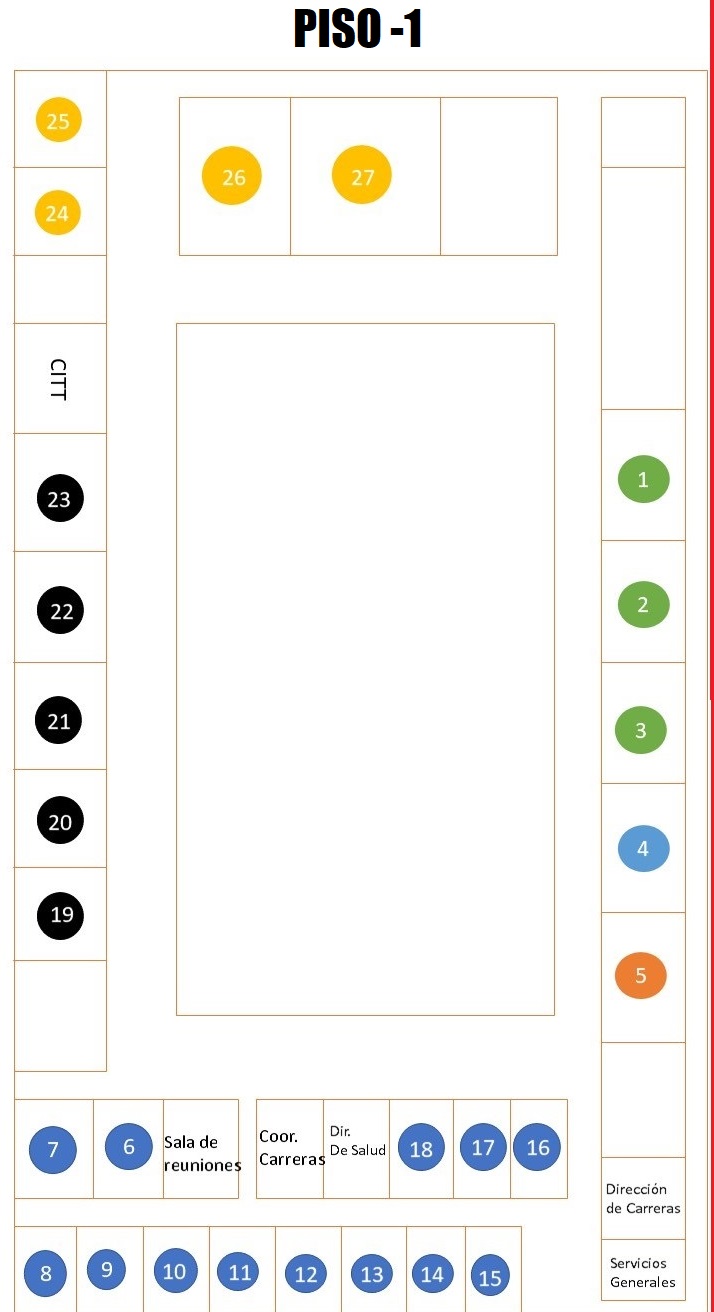 PISO -1
25
24
26
27
CITT
23
22
21
20
19
1
2
3
4
5
7
6
Sala de
reuniones
Coor.
Carreras
Dir.
De Salud
18
17
16
Dirección
de Carreras
8
9
10
11
12
13
14
15
Servicios
Generales